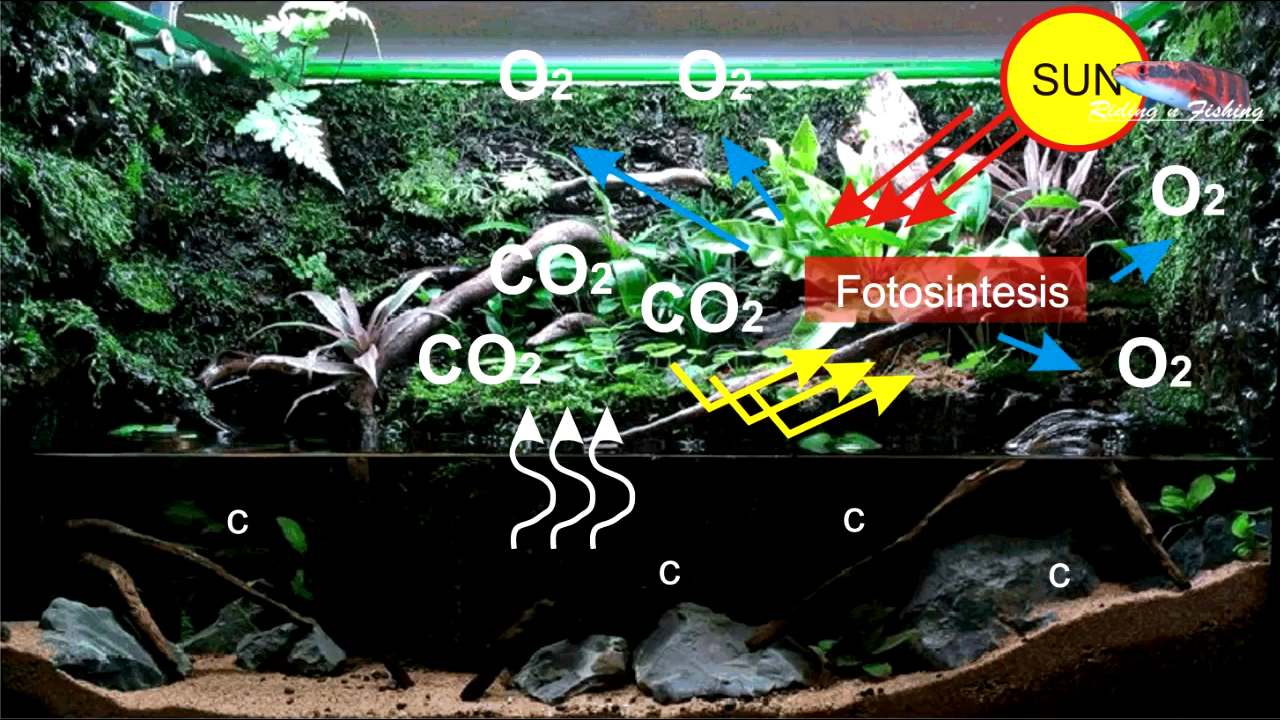 O₂ O₂
SUN
Riding n Fishing
O₂
CO₂
Fotosintesis
CO₂
CO₂
O₂
c
c
c
c